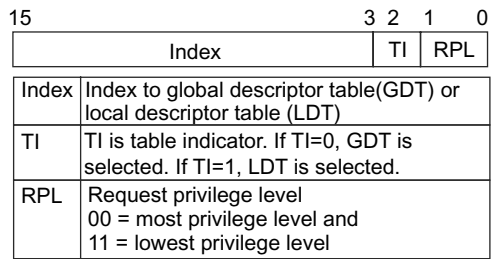 15 3 2 1 0
Index TI RPL
Index Index to global descriptor table(GDT) or
local descriptor table (LDT)
TI TI is table indicator. If TI=0, GDT is
selected. If TI=1, LDT is selected.
RPL Request privilege level
00 = most privilege level and
11 = lowest privilege level